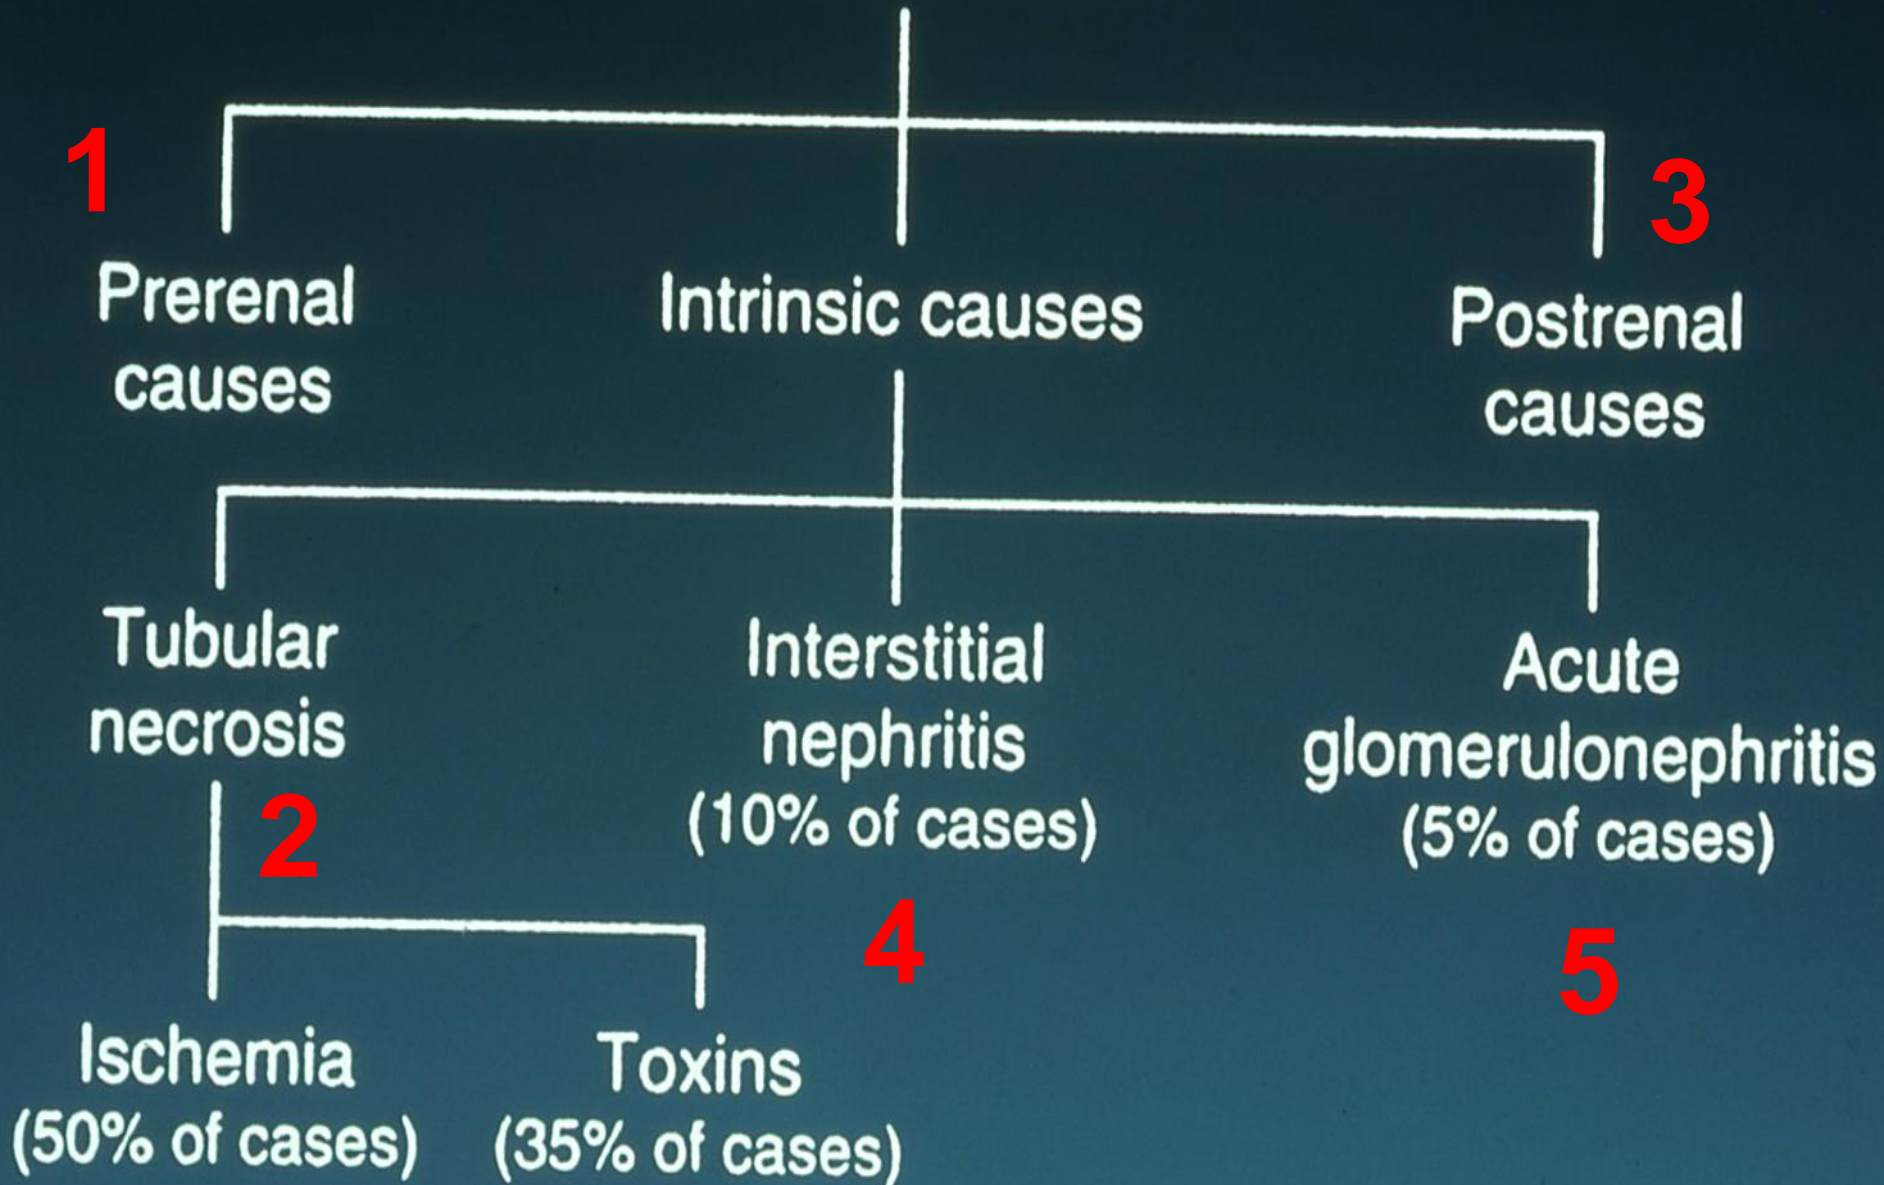 1
3
Prerenal
causes
Intrinsic causes
Postrenal
causes
Tubular
necrosis
Interstitial
nephritis
(10% of cases)
Acute
glomerulonephritis
(5% of cases)
2
4
5
Ischemia
(50% of cases)
Toxins
(35% of cases)